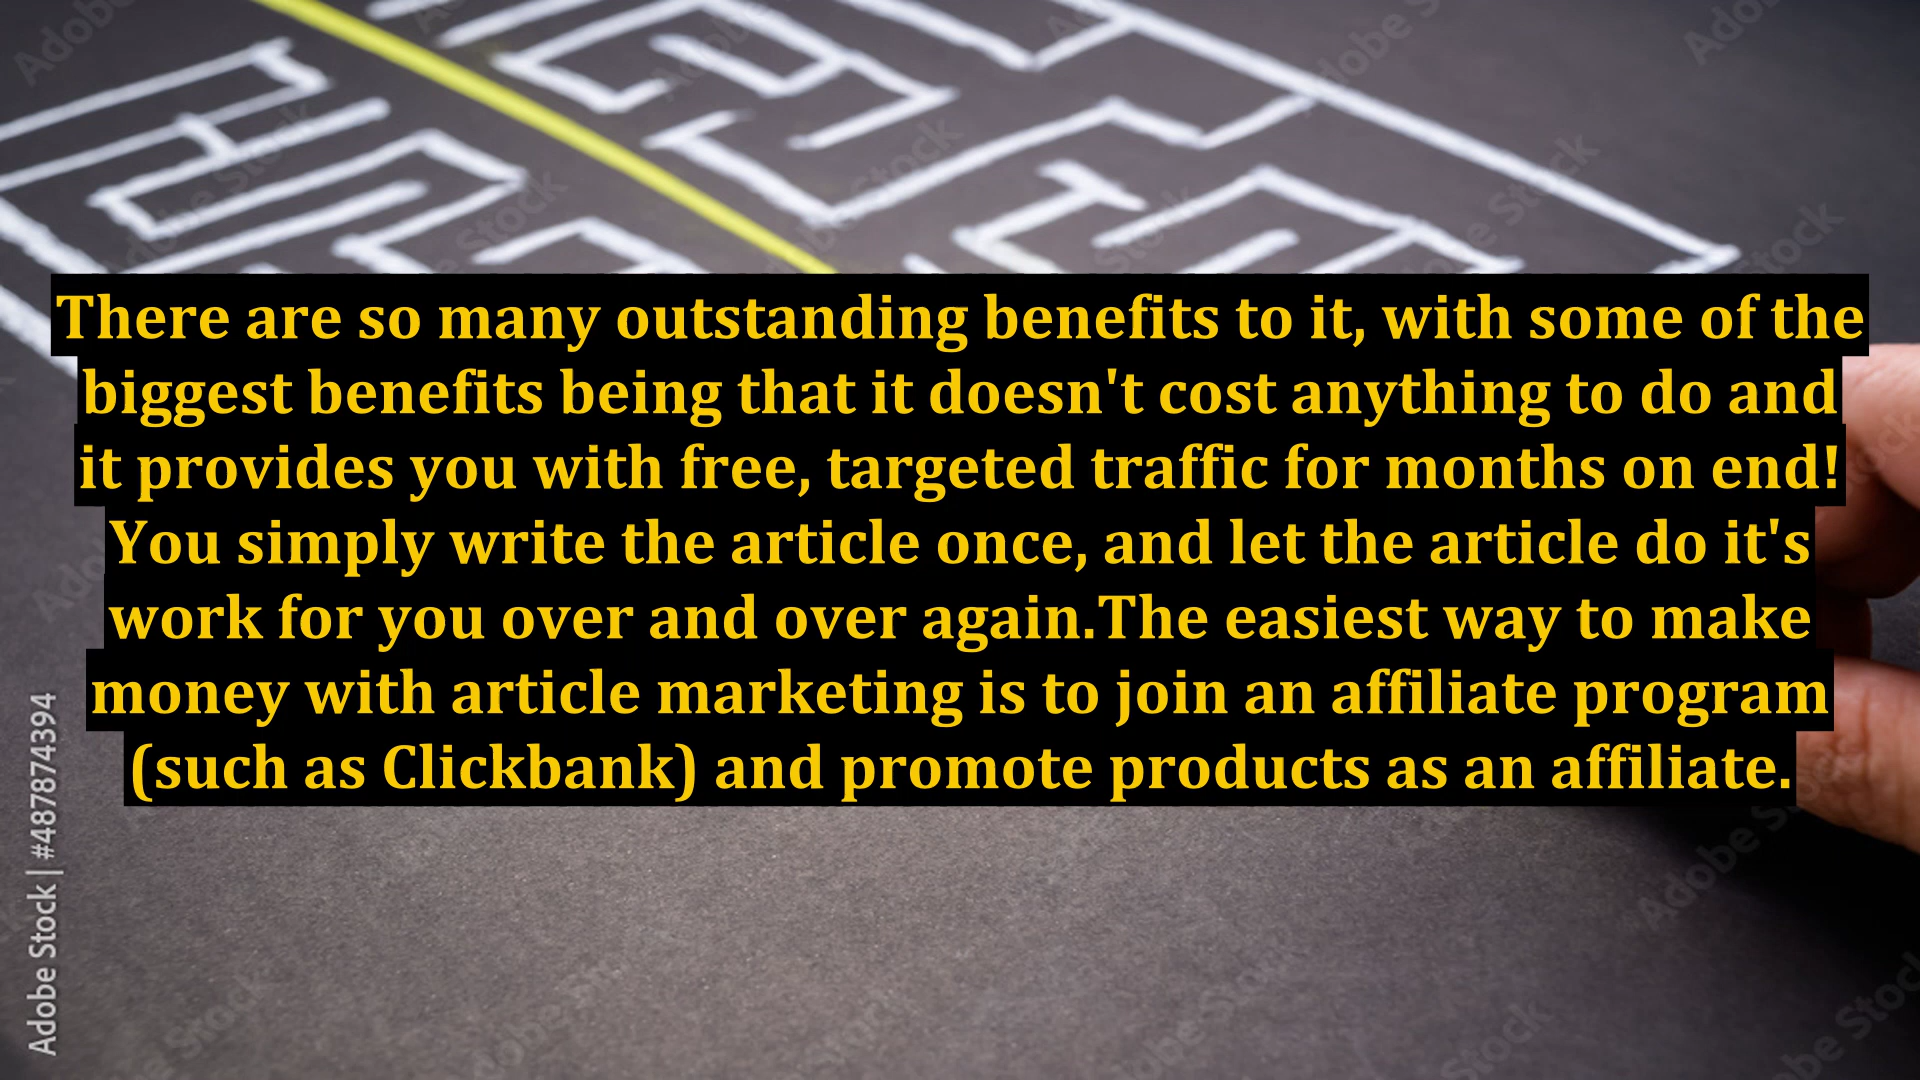 There are so many outstanding benefits to it, with some of the
biggest benefits being that it doesn't cost anything to do and
it provides you with free, targeted traffic for months on end!
You simply write the article once, and let the article do it's
work for you over and over again.The easiest way to make
money with article marketing is to join an affiliate program
(such as Clickbank) and promote products as an affiliate.
Adobe Stock | #487874394